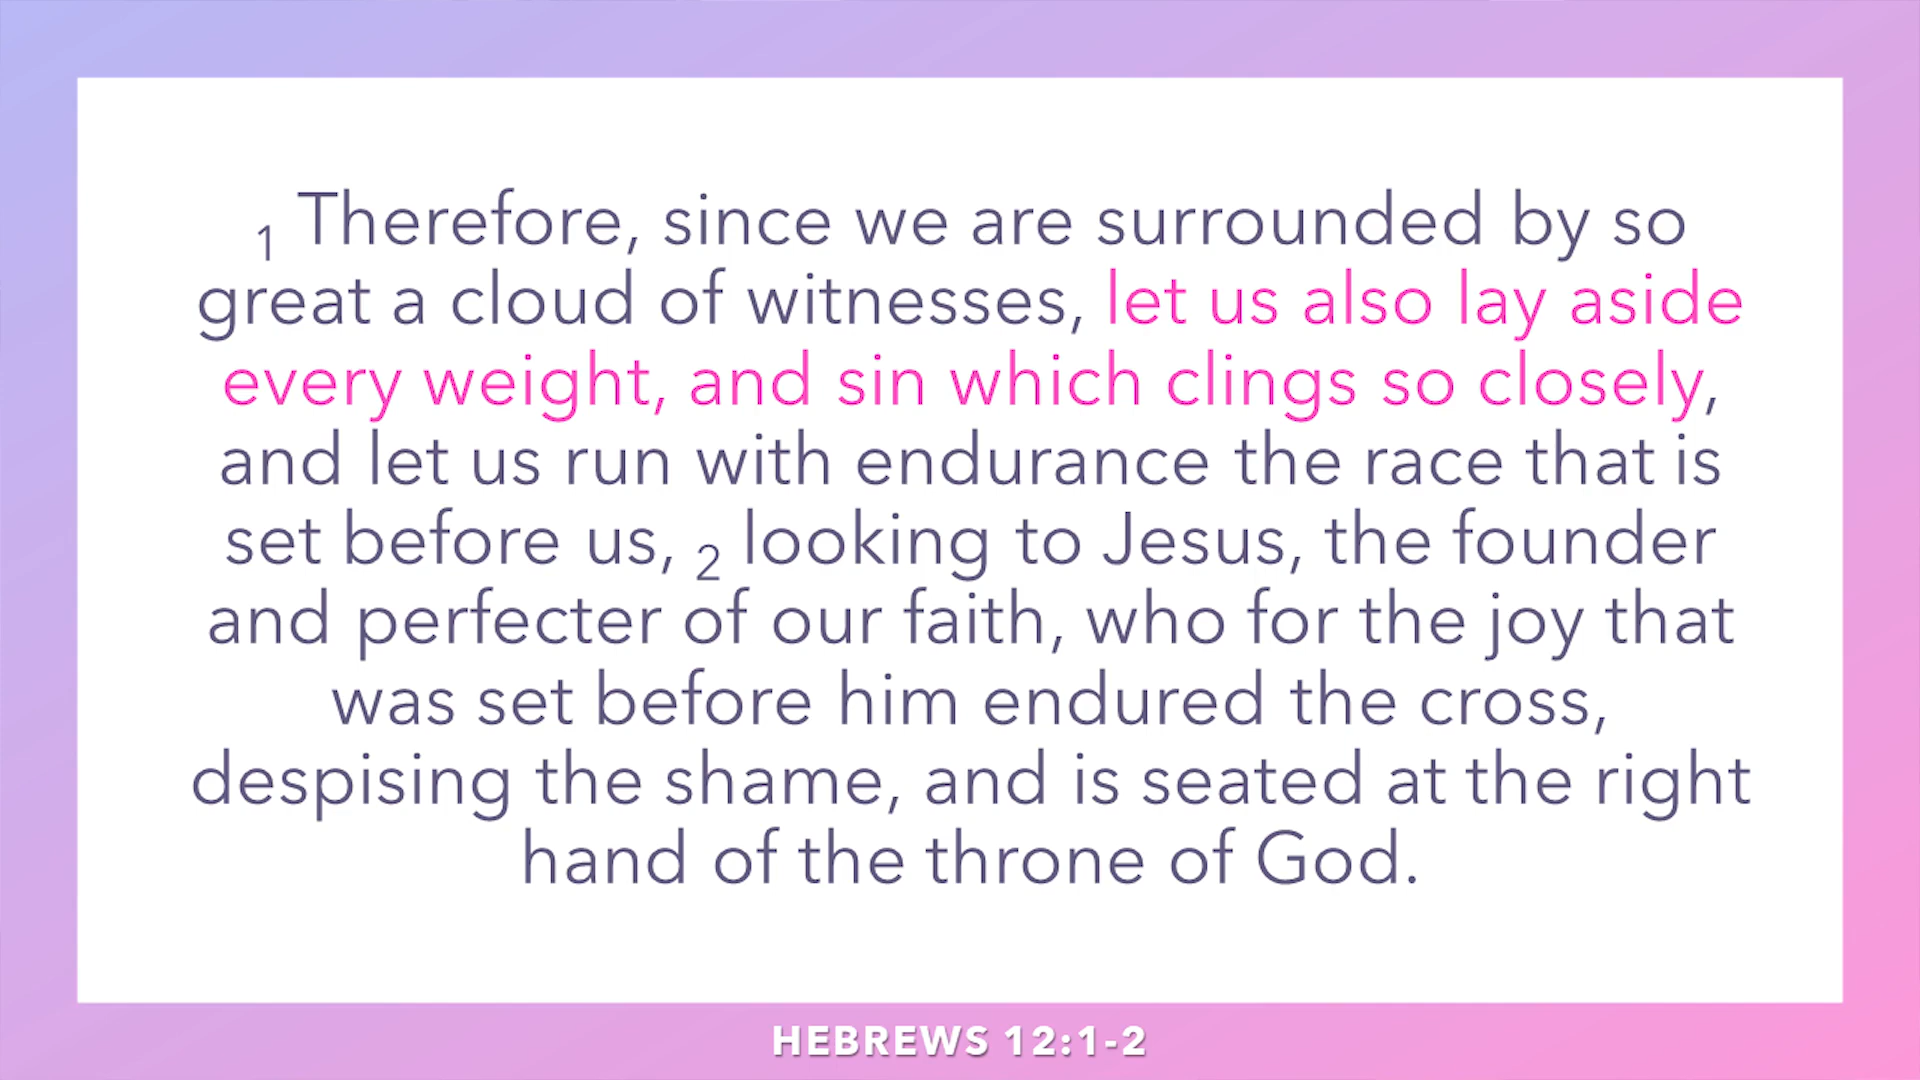 1 Therefore, since we are surrounded by so
great a cloud of witnesses, let us also lay aside
every weight, and sin which clings so closely,
and let us run with endurance the race that is
set before us, 2 looking to Jesus, the founder
and perfecter of our faith, who for the joy that
was set before him endured the cross,
despising the shame, and is seated at the right
hand of the throne of God.
HEBREWS 12:1-2